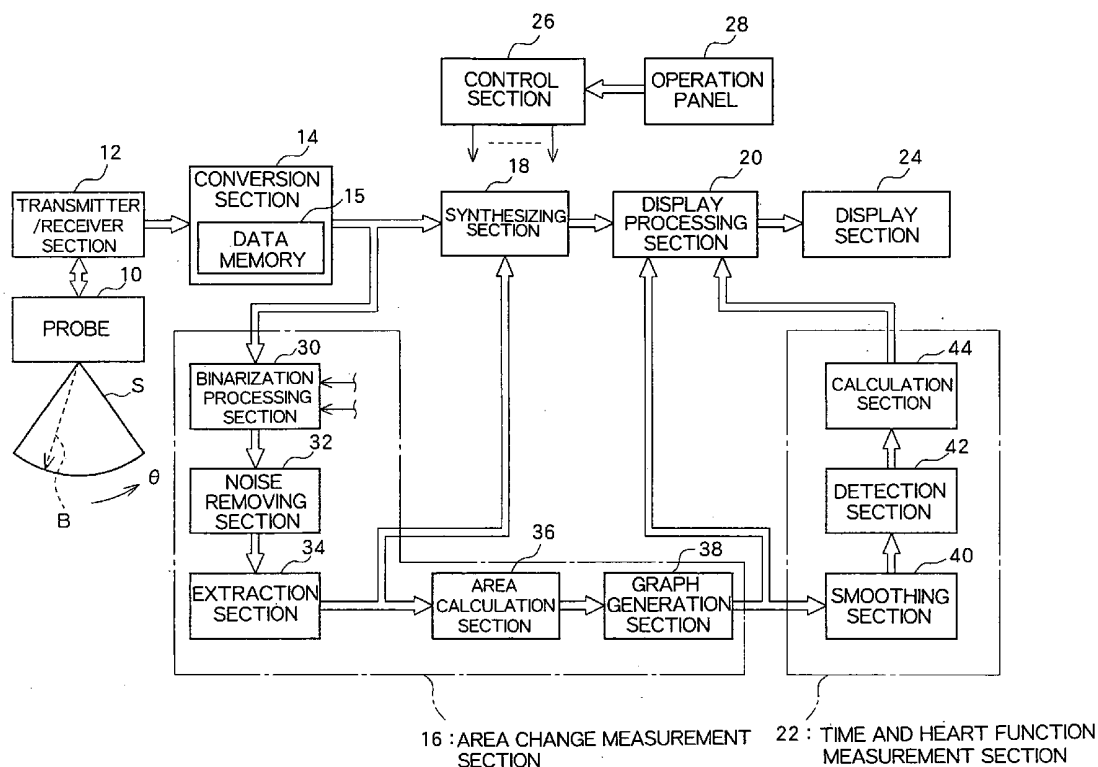 26
28
CONTROL
SECTION
OPERATION
PANEL
12
14
18
20
24
TRANSMITTER
/RECEIVER
SECTION
CONVERSION
SECTION
15
DATA
MEMORY
SYNTHESIZING
SECTION
DISPLAY
PROCESSING
SECTION
DISPLAY
SECTION
10
PROBE
S
θ
B
30
BINARIZATION
PROCESSING
SECTION
32
NOISE
REMOVING
SECTION
34
EXTRACTION
SECTION
36
AREA
CALCULATION
SECTION
38
GRAPH
GENERATION
SECTION
44
CALCULATION
SECTION
42
DETECTION
SECTION
40
SMOOTHING
SECTION
16 : AREA CHANGE MEASUREMENT
SECTION
22 : TIME AND HEART FUNCTION
MEASUREMENT SECTION